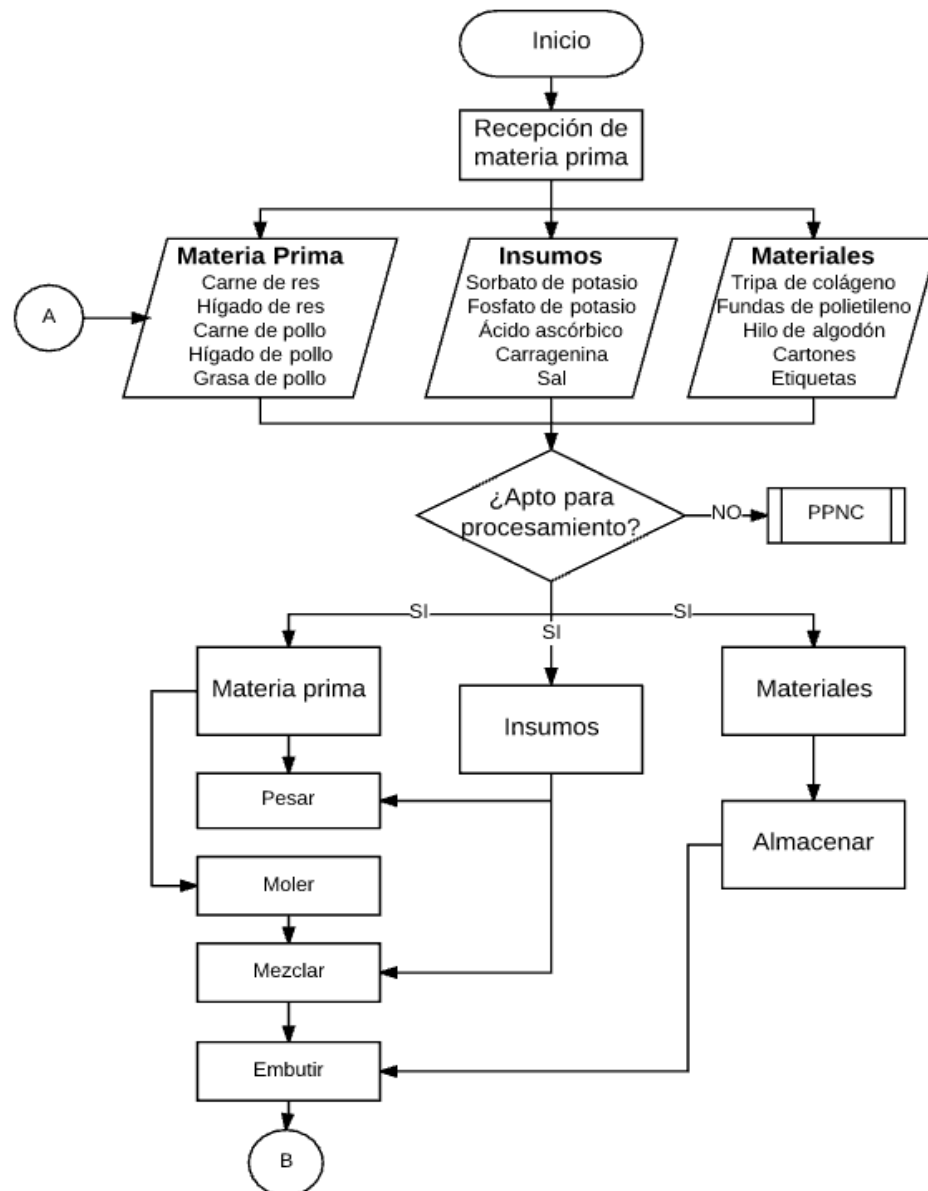 Inicio
Recepción de
materia prima
Materia Prima
Carne de res
Hígado de res
Carne de pollo
Hígado de pollo
Grasa de pollo
Insumos
Sorbato de potasio
Fosfato de potasio
Ácido ascórbico
Carragenina
Sal
Materiales
Tripa de colágeno
Fundas de polietileno
Hilo de algodón
Cartones
Etiquetas
A
¿Apto para
procesamiento?
NO
PPNC
SI
SI
SI
Materia prima
Insumos
Materiales
Pesar
Almacenar
Moler
Mezclar
Embutir
B